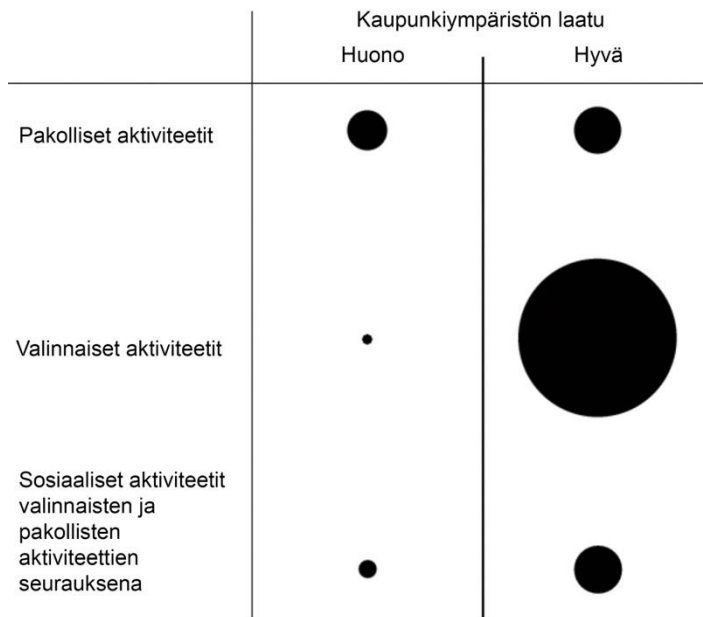 Kaupunkiympäristön laatu
Huono
Hyvä
Pakolliset aktiviteetit
Valinnaiset aktiviteetit
Sosiaaliset aktiviteetit
valinnaisten ja
pakollisten
aktiviteettien
seurauksena